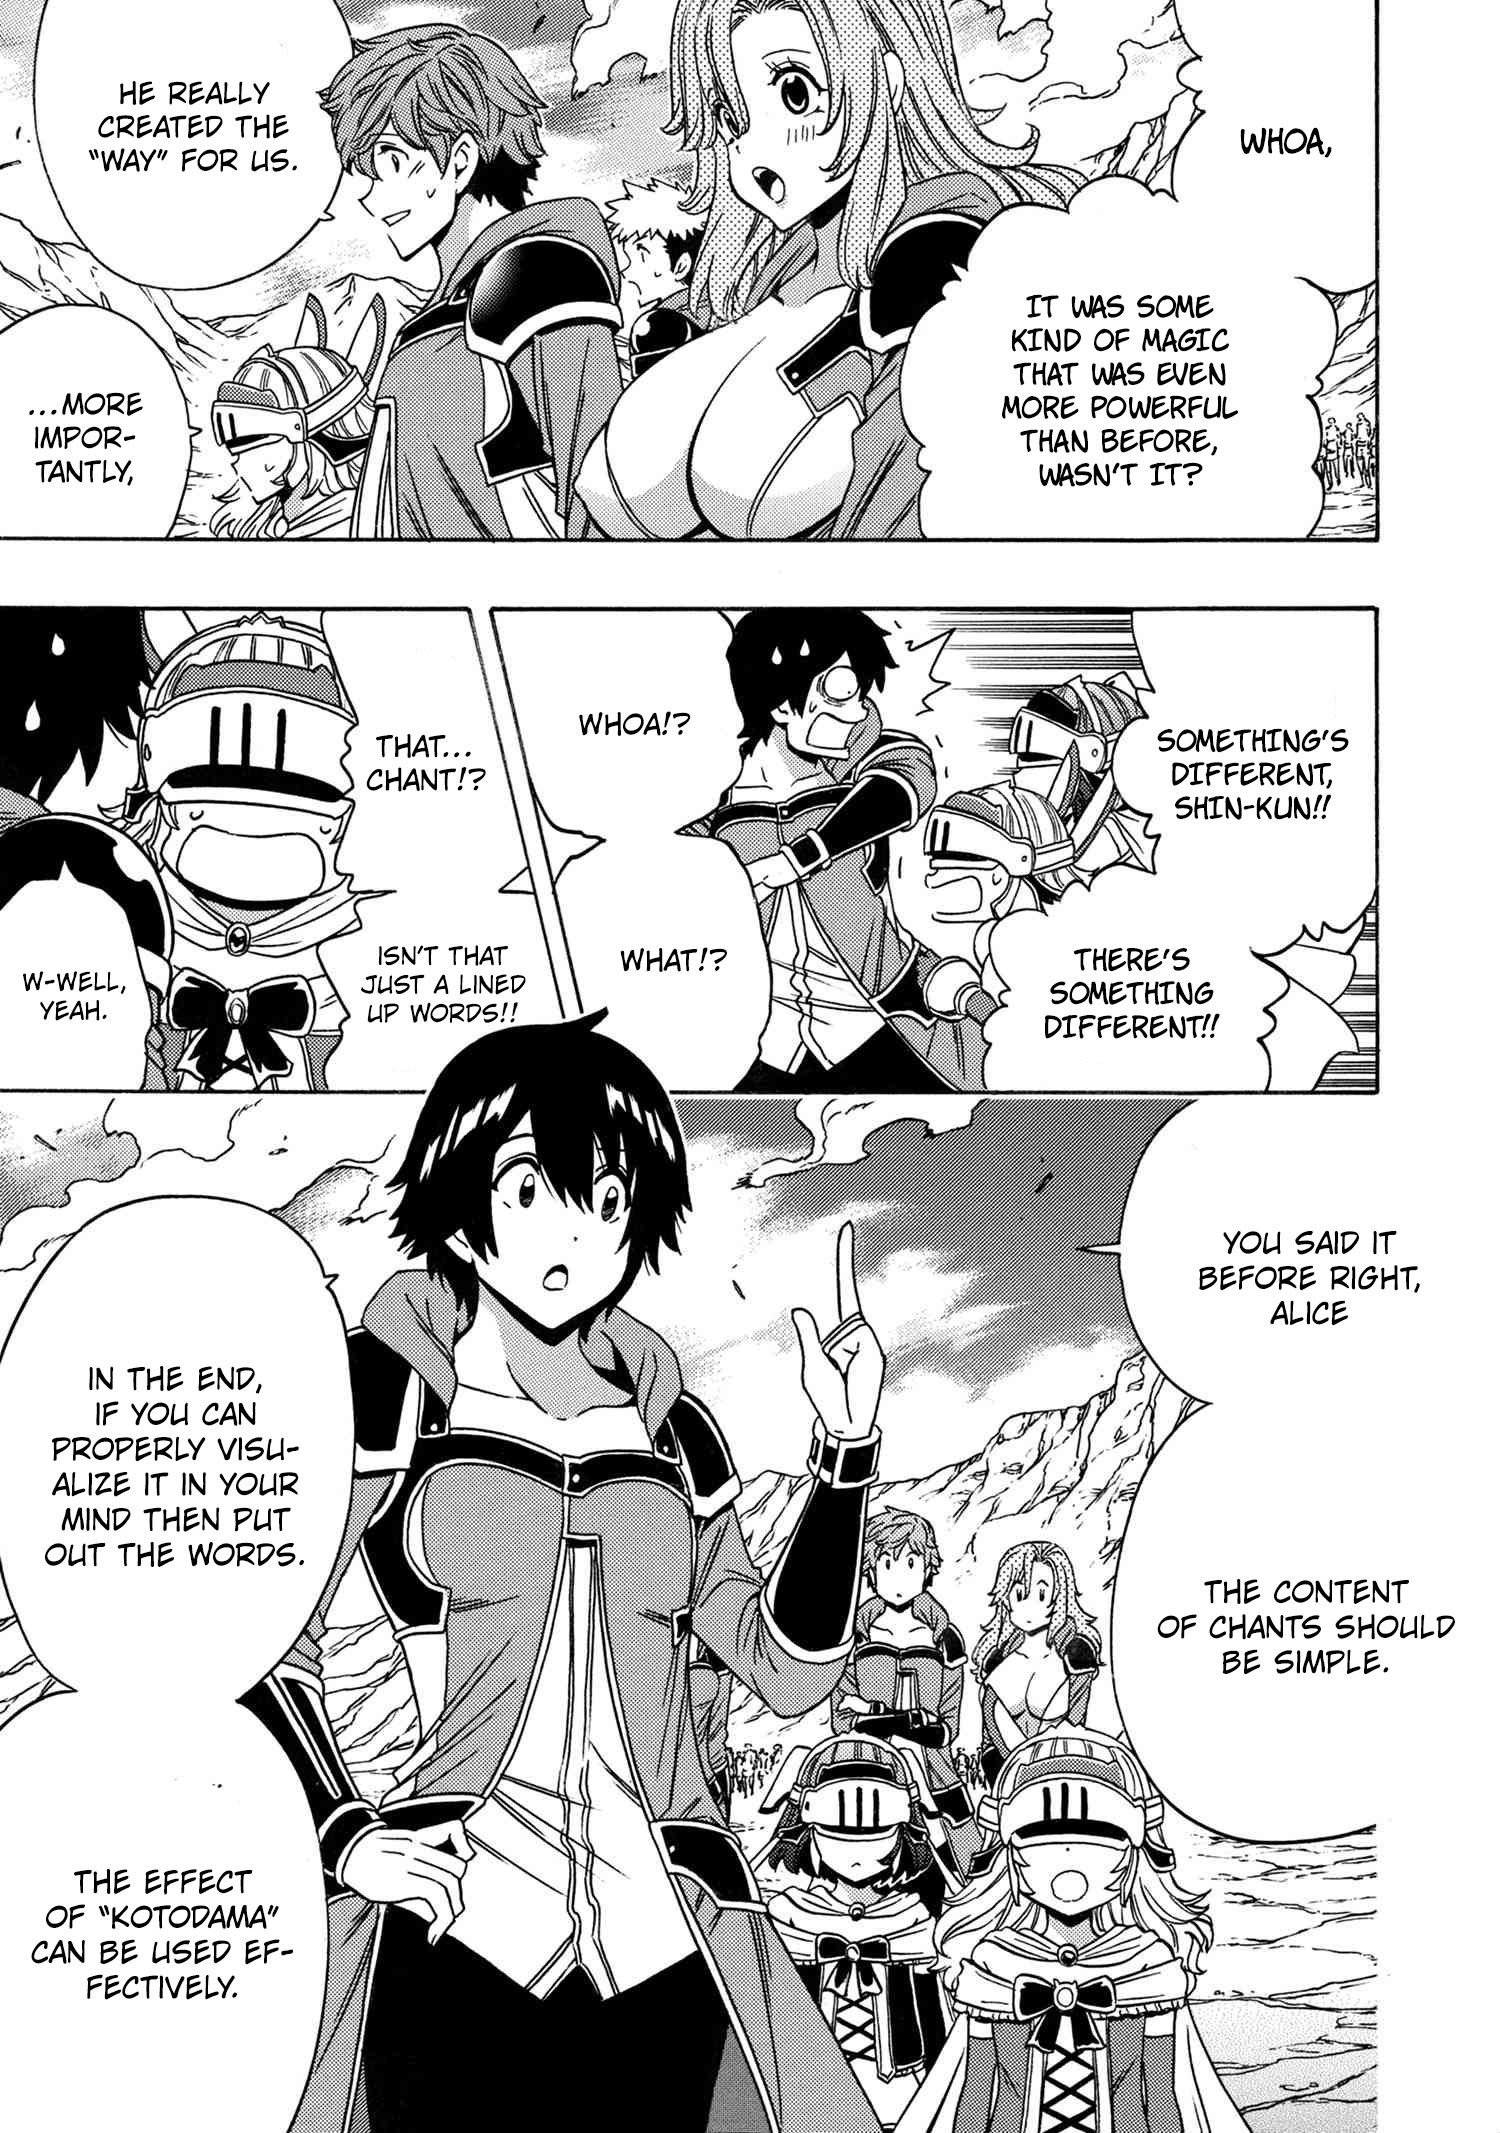 WHOA,
IT WAS SOME
KIND OF MAGIC
THAT WAS EVEN
MORE POWERFUL
THAN BEFORE,
WASN'T IT?
HE REALLY
CREATED THE
“WAY” FOR US.
...MORE
IMPOR-
TANTLY,
SOMETHING'S
DIFFERENT,
SHIN-KUN!!
THERE'S
SOMETHING
DIFFERENT!!
WHOA!?
WHAT!?
THAT...
CHANT!?
ISN'T THAT
JUST A LINED
UP WORDS!!
W-WELL,
YEAH.
YOU SAID IT
BEFORE RIGHT,
ALICE
THE CONTENT
OF CHANTS SHOULD
BE SIMPLE.
IN THE END,
IF YOU CAN
PROPERLY VISU-
ALIZE IT IN YOUR
MIND THEN PUT
OUT THE WORDS.
THE EFFECT
OF “KOTODAMA”
CAN BE USED EF-
FECTIVELY.